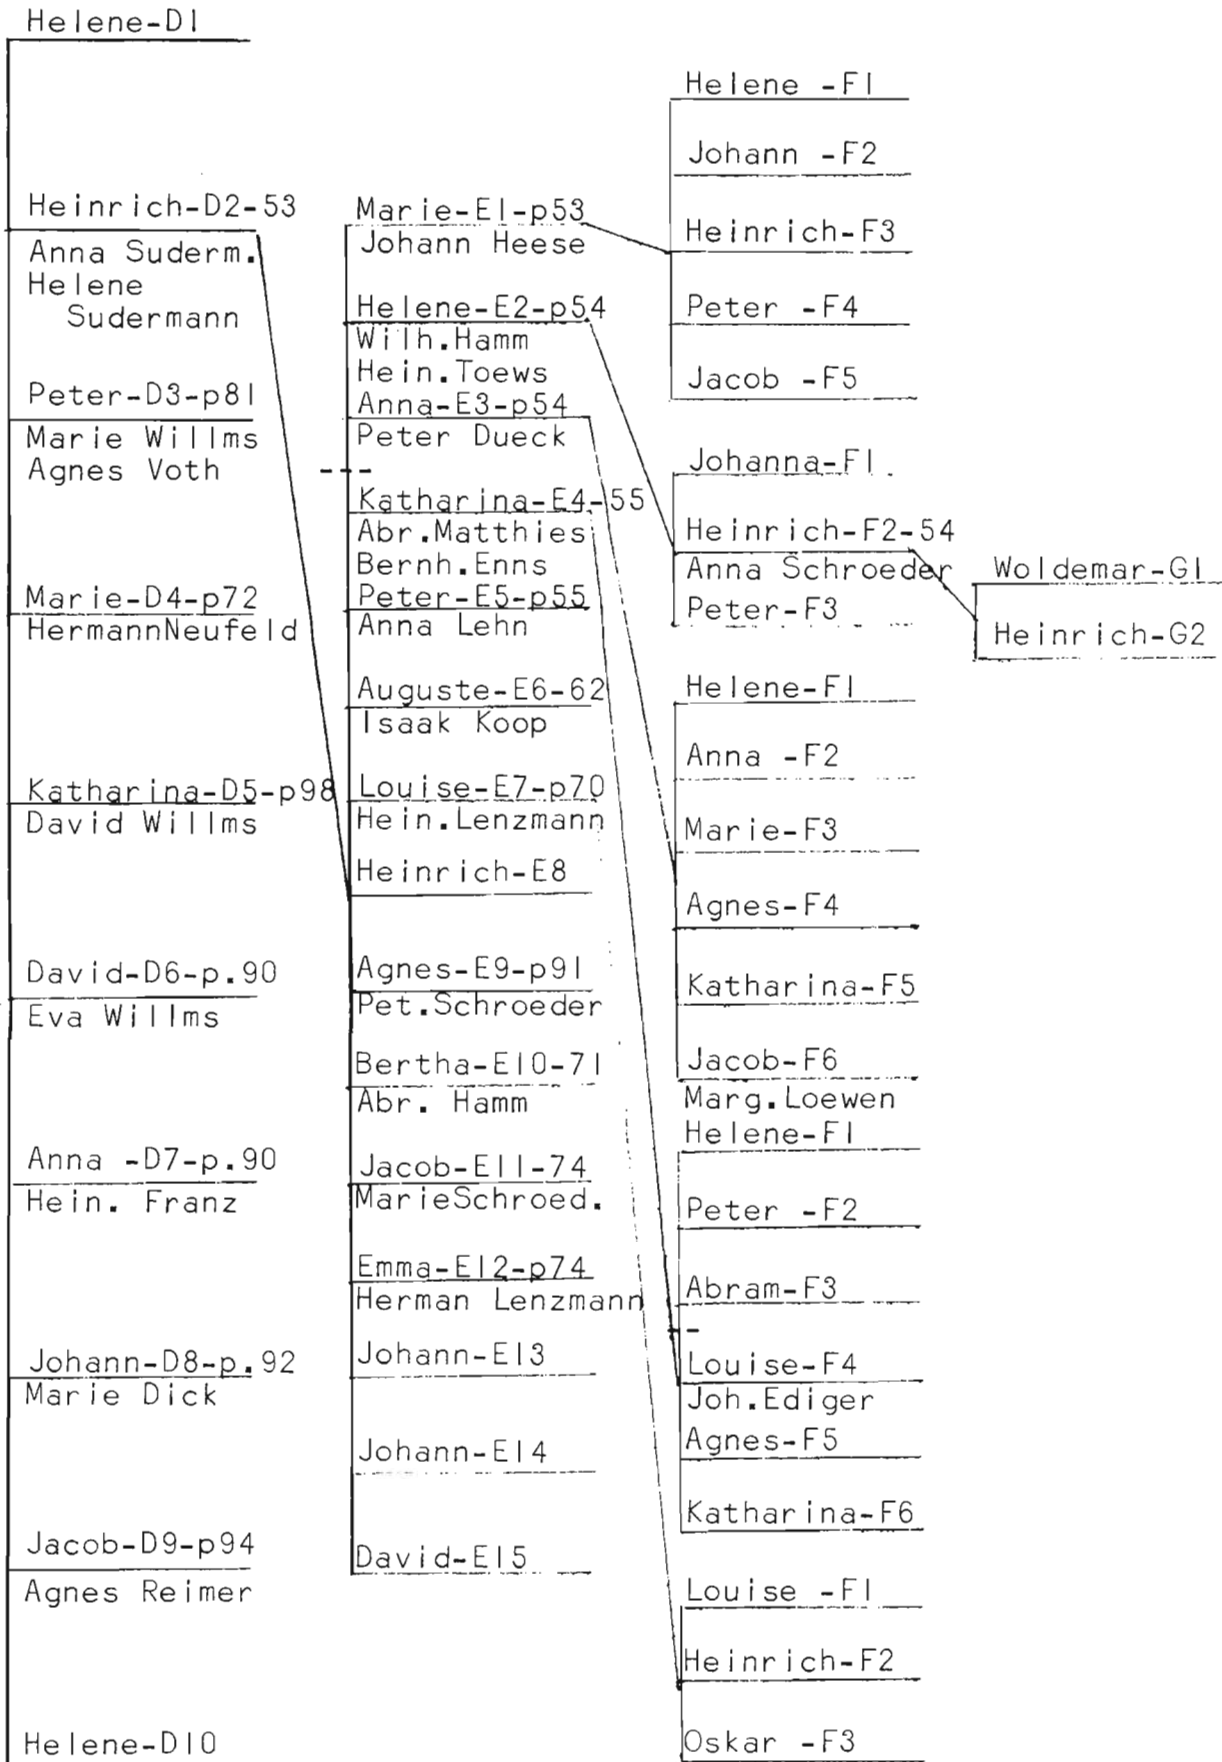 Helene-D1
Heinrich-D2-53
Anna Suderm.
Helene
Sudermann
Peter-D3-p81
Marie Willms
Agnes Voth
Marie-D4-p72
HermannNeufeld
Katharina-D5-p98
David Willms
David-D6-p.90
Eva Willms
Anna -D7-p.90
Hein. Franz
Johann-D8-p.92
Marie Dick
Jacob-D9-p94
Agnes Reimer
Helene-D10
Marie-E1-p53
Johann Heese
Helene-E2-p54
Wilh.Hamm
Hein.Toews
Anna-E3-p54
Peter Dueck
Katharina-E4-55
Abr.Matthies
Bernh.Enns
Peter-E5-p55
Anna Lehn
Auguste-E6-62
Isaak Koop
Louise-E7-p70
Hein.Lenzmann
Heinrich-E8
Agnes-E9-p91
Pet.Schroeder
Bertha-E10-71
Abr. Hamm
Jacob-E11-74
MarieSchroed.
Emma-E12-p74
Herman Lenzmann
Johann-E13
Johann-E14
David-E15
Helene -F1
Johann -F2
Heinrich-F3
Peter -F4
Jacob -F5
Johanna-F1
Heinrich-F2-54
Anna Schroeder
Peter-F3
Helene-F1
Anna -F2
Marie-F3
Agnes-F4
Katharina-F5
Jacob-F6
Marg.Loewen
Helene-F1
Peter -F2
Abram-F3
Louise-F4
Joh.Ediger
Agnes-F5
Katharina-F6
Louise -F1
Heinrich-F2
Oskar -F3
Woldemar-G1
Heinrich-G2